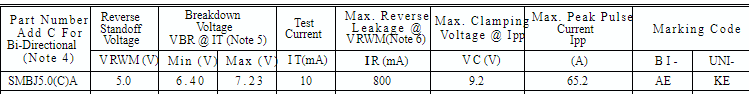 Part Number Add C For Bi-Directional (Note 4) | Reverse Standoff Voltage | Breakdown Voltage VBR @ IT (Note 5) | Test Current | Max. Reverse Leakage @ VRWM(Note 6) | Max. Clamping Voltage @ Ipp | Max. Peak Pulse Current Ipp | Marking Code
VRWM (V) | Min (V) | Max (V) | IT(mA) | IR (mA) | VC (V) | (A) | BI- | UNI-
SMBJ5.0(C)A | 5.0 | 6.40 | 7.23 | 10 | 800 | 9.2 | 65.2 | AE | KE